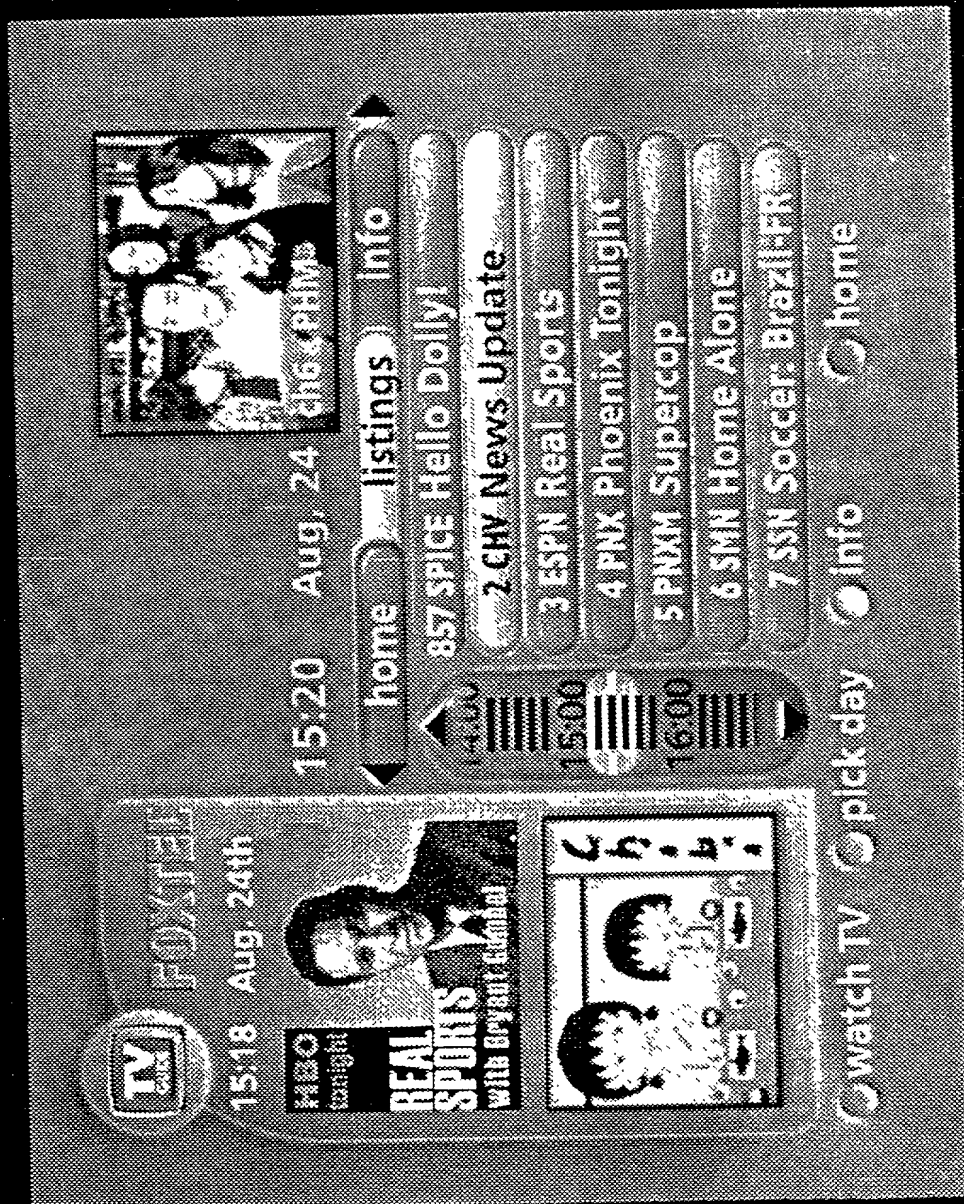 TV
GUIDE
FOXTEL
15:18 Aug 24th
HBO
tonight
REAL
SPORTS
with Bryant Gumbel
15:20 Aug, 24
home listings Info
14:00
15:00
16:00
857 SPICE Hello Dolly!
2 CHV News Update
3 ESPN Real Sports
4 PNX Phoenix Tonight
5 PNXM Supercop
6 SMN Home Alone
7 SSN Soccer: Brazil-FR
watch TV pick day Info home